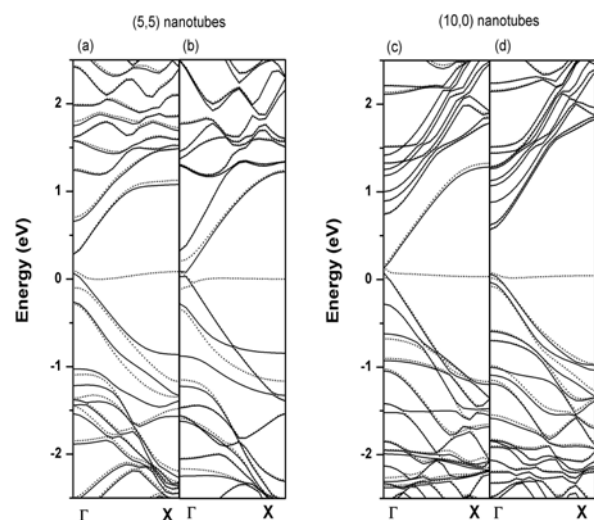 (5,5) nanotubes
(10,0) nanotubes
(a)
(b)
(c)
(d)
Energy (eV)
2
1
0
-1
-2
Γ
X
Γ
X
Energy (eV)
2
1
0
-1
-2
Γ
X
Γ
X